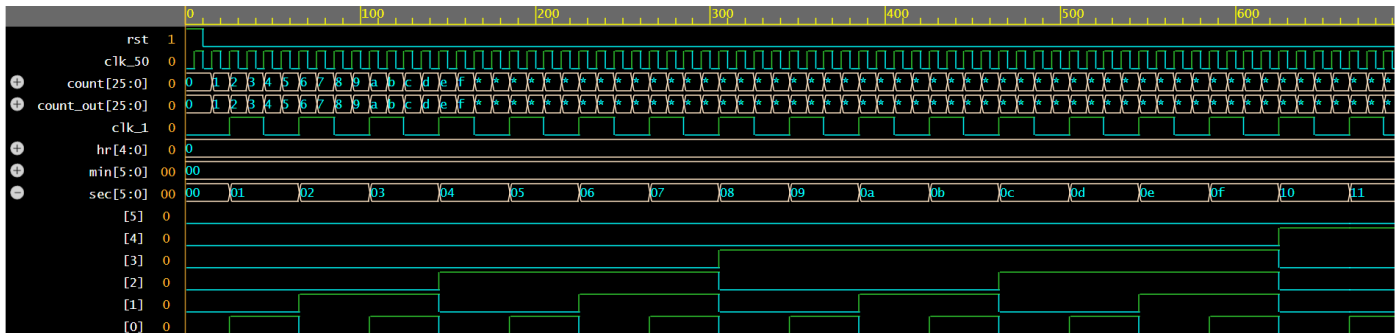 0 100 200 300 400 500 600
rst 1
clk_50 0
count[25:0] 0 0 1 2 3 4 5 6 7 8 9 a b c d e f * * * * * * * * * * * * * * * * * * * * * * * * * * * * * * * * * * * * * * * * * * * * * * * * * * * * *
count_out[25:0] 0 0 1 2 3 4 5 6 7 8 9 a b c d e f * * * * * * * * * * * * * * * * * * * * * * * * * * * * * * * * * * * * * * * * * * * * * * * * * * * * *
clk_1 0
hr[4:0] 0 0
min[5:0] 00 00
sec[5:0] 00 00 01 02 03 04 05 06 07 08 09 0a 0b 0c 0d 0e 0f 10 11
[5] 0
[4] 0
[3] 0
[2] 0
[1] 0
[0] 0